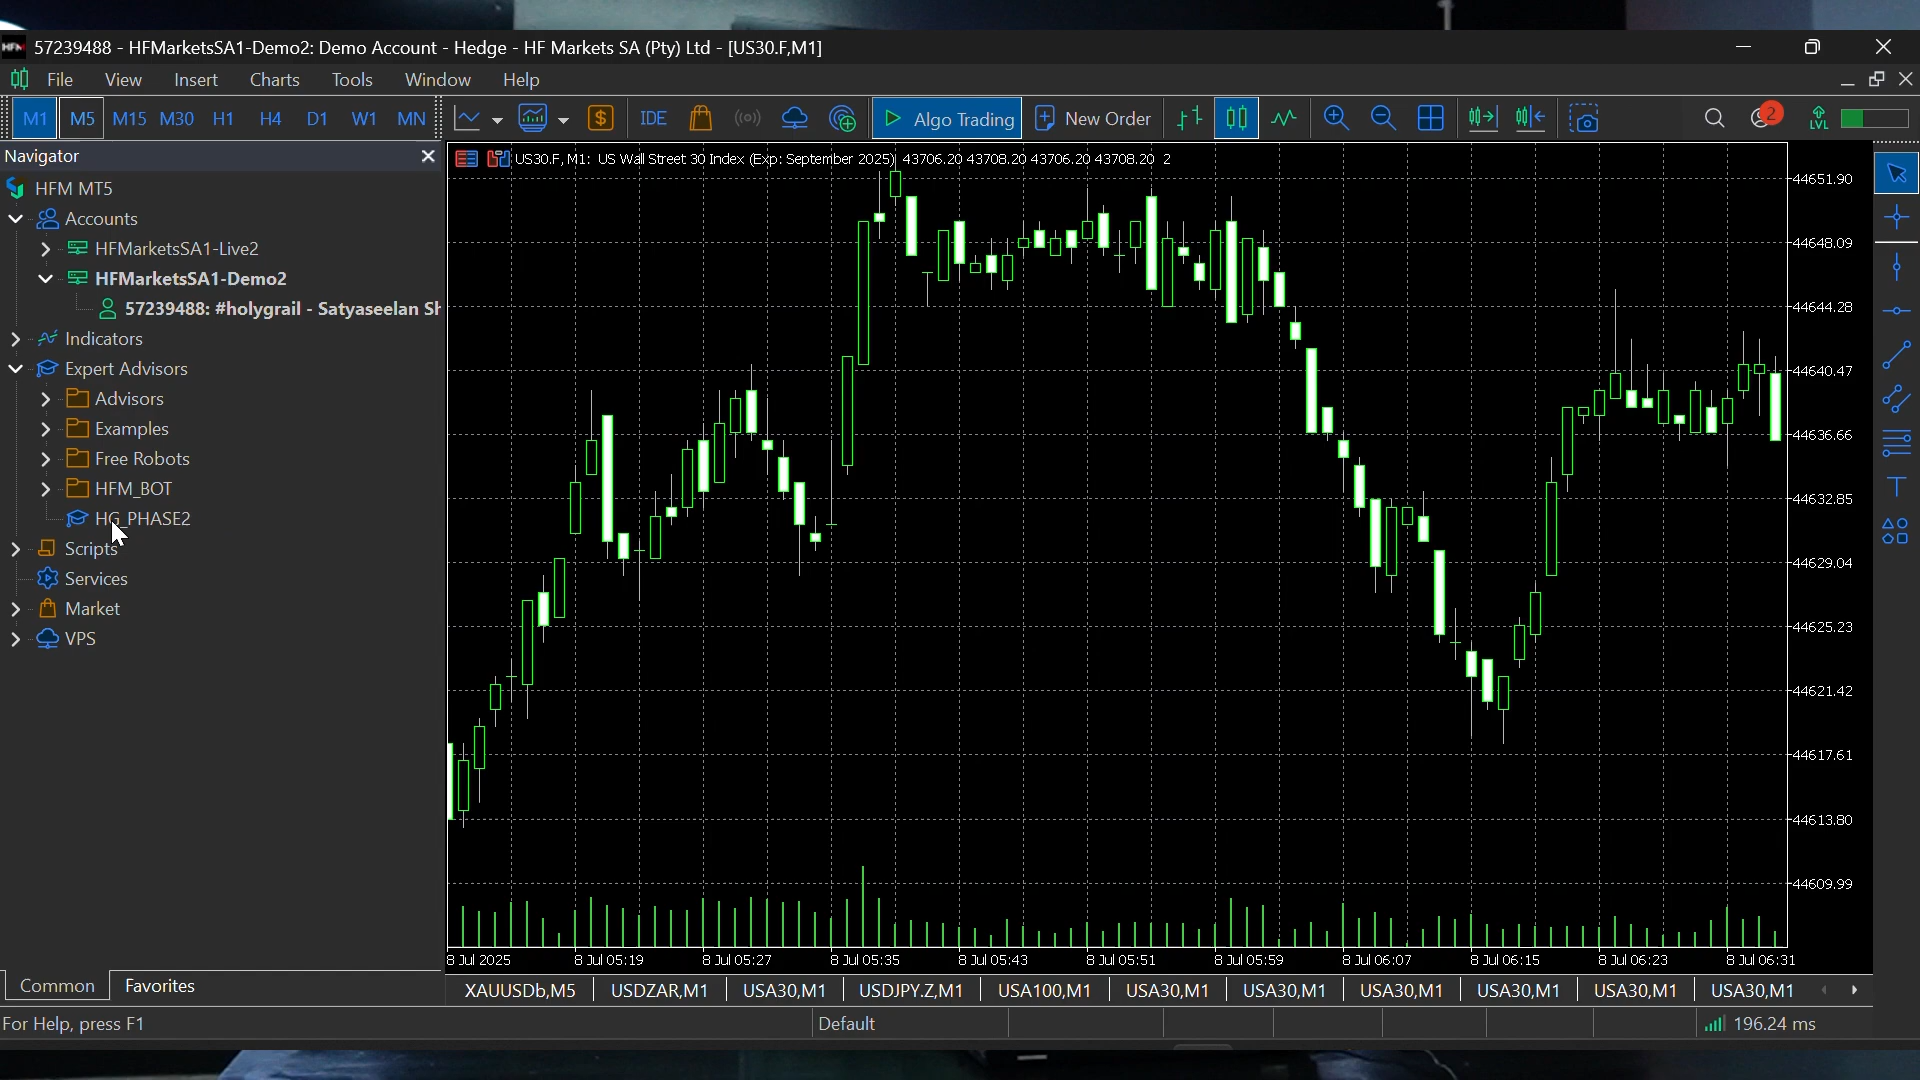 HFM 57239488 - HFMarketsSA1-Demo2: Demo Account - Hedge - HF Markets SA (Pty) Ltd - [US30.F,M1]
File View Insert Charts Tools Window Help
M1 M5 M15 M30 H1 H4 D1 W1 MN $ IDE Algo Trading New Order 2 LVL
Navigator
HFM MT5
Accounts
HFMarketsSA1-Live2
HFMarketsSA1-Demo2
57239488: #holygrail - Satyaseelan Sh
Indicators
Expert Advisors
Advisors
Examples
Free Robots
HFM_BOT
HG_PHASE2
Scripts
Services
Market
VPS
Common Favorites
US30.F, M1: US Wall Street 30 Index (Exp: September 2025) 43706.20 43708.20 43706.20 43708.20 2
44651.90
44648.09
44644.28
44640.47
44636.66
44632.85
44629.04
44625.23
44621.42
44617.61
44613.80
44609.99
8 Jul 2025 8 Jul 05:19 8 Jul 05:27 8 Jul 05:35 8 Jul 05:43 8 Jul 05:51 8 Jul 05:59 8 Jul 06:07 8 Jul 06:15 8 Jul 06:23 8 Jul 06:31
XAUUSDb,M5 USDZAR,M1 USA30,M1 USDJPY.Z,M1 USA100,M1 USA30,M1 USA30,M1 USA30,M1 USA30,M1 USA30,M1 USA30,M1
For Help, press F1 Default 196.24 ms